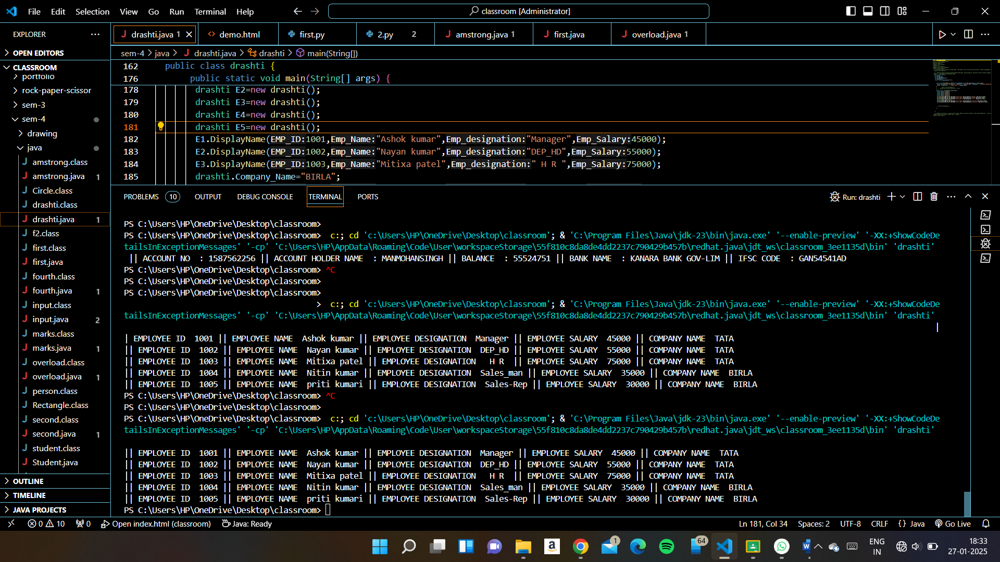 File Edit Selection View Go Run Terminal Help
classroom [Administrator]
EXPLORER
drashti.java 1
demo.html
first.py
2.py 2
amstrong.java 1
first.java
overload.java 1
OPEN EDITORS
CLASSROOM
portfolio
rock-paper-scissor
sem-3
sem-4
drawing
java
amstrong.class
amstrong.java 1
Circle.class
drashti.class
drashti.java 1
f2.class
first.class
first.java
fourth.class
fourth.java 1
input.class
input.java 2
marks.class
marks.java 1
overload.class
overload.java 1
person.class
Rectangle.class
second.class
second.java 1
student.class
Student.java
OUTLINE
TIMELINE
JAVA PROJECTS
sem-4 > java > drashti.java > drashti > main(String[])
162 public class drashti {
176 public static void main(String[] args) {
178 drashti E2=new drashti();
179 drashti E3=new drashti();
180 drashti E4=new drashti();
181 drashti E5=new drashti();
182 E1.DisplayName(EMP_ID:1001,Emp_Name:"Ashok kumar",Emp_designation:"Manager",Emp_Salary:45000);
183 E2.DisplayName(EMP_ID:1002,Emp_Name:"Nayan kumar",Emp_designation:"DEP_HD",Emp_Salary:55000);
184 E3.DisplayName(EMP_ID:1003,Emp_Name:"Mitixa patel",Emp_designation:" H R ",Emp_Salary:75000);
185 drashti.Company_Name="BIRLA";
PROBLEMS 10 OUTPUT DEBUG CONSOLE TERMINAL PORTS
Run: drashti
PS C:\Users\HP\OneDrive\Desktop\classroom>
PS C:\Users\HP\OneDrive\Desktop\classroom>  c:; cd 'c:\Users\HP\OneDrive\Desktop\classroom'; & 'C:\Program Files\Java\jdk-23\bin\java.exe' '--enable-preview' '-XX:+ShowCodeDe
tailsInExceptionMessages' '-cp' 'C:\Users\HP\AppData\Roaming\Code\User\workspaceStorage\55f810c8da8de4dd2237c790429b457b\redhat.java\jdt_ws\classroom_3ee1135d\bin' 'drashti'
|| ACCOUNT NO  : 1587562256 || ACCOUNT HOLDER NAME  : MANMOHANSINGH || BALANCE  : 55524751 || BANK NAME  : KANARA BANK GOV-LIM || IFSC CODE  : GAN54541AD
PS C:\Users\HP\OneDrive\Desktop\classroom> ^C
PS C:\Users\HP\OneDrive\Desktop\classroom>
PS C:\Users\HP\OneDrive\Desktop\classroom>
>  c:; cd 'c:\Users\HP\OneDrive\Desktop\classroom'; & 'C:\Program Files\Java\jdk-23\bin\java.exe' '--enable-preview' '-XX:+ShowCodeDe
tailsInExceptionMessages' '-cp' 'C:\Users\HP\AppData\Roaming\Code\User\workspaceStorage\55f810c8da8de4dd2237c790429b457b\redhat.java\jdt_ws\classroom_3ee1135d\bin' 'drashti'
|
| EMPLOYEE ID  1001 || EMPLOYEE NAME  Ashok kumar || EMPLOYEE DESIGNATION  Manager || EMPLOYEE SALARY  45000 || COMPANY NAME  TATA
|| EMPLOYEE ID  1002 || EMPLOYEE NAME  Nayan kumar || EMPLOYEE DESIGNATION  DEP_HD || EMPLOYEE SALARY  55000 || COMPANY NAME  TATA
|| EMPLOYEE ID  1003 || EMPLOYEE NAME  Mitixa patel || EMPLOYEE DESIGNATION   H R  || EMPLOYEE SALARY  75000 || COMPANY NAME  TATA
|| EMPLOYEE ID  1004 || EMPLOYEE NAME  Nitin kumar || EMPLOYEE DESIGNATION  Sales_man || EMPLOYEE SALARY  35000 || COMPANY NAME  BIRLA
|| EMPLOYEE ID  1005 || EMPLOYEE NAME  priti kumari || EMPLOYEE DESIGNATION  Sales-Rep || EMPLOYEE SALARY  30000 || COMPANY NAME  BIRLA
PS C:\Users\HP\OneDrive\Desktop\classroom> ^C
PS C:\Users\HP\OneDrive\Desktop\classroom>
PS C:\Users\HP\OneDrive\Desktop\classroom>  c:; cd 'c:\Users\HP\OneDrive\Desktop\classroom'; & 'C:\Program Files\Java\jdk-23\bin\java.exe' '--enable-preview' '-XX:+ShowCodeDe
tailsInExceptionMessages' '-cp' 'C:\Users\HP\AppData\Roaming\Code\User\workspaceStorage\55f810c8da8de4dd2237c790429b457b\redhat.java\jdt_ws\classroom_3ee1135d\bin' 'drashti'
|| EMPLOYEE ID  1001 || EMPLOYEE NAME  Ashok kumar || EMPLOYEE DESIGNATION  Manager || EMPLOYEE SALARY  45000 || COMPANY NAME  TATA
|| EMPLOYEE ID  1002 || EMPLOYEE NAME  Nayan kumar || EMPLOYEE DESIGNATION  DEP_HD || EMPLOYEE SALARY  55000 || COMPANY NAME  TATA
|| EMPLOYEE ID  1003 || EMPLOYEE NAME  Mitixa patel || EMPLOYEE DESIGNATION   H R  || EMPLOYEE SALARY  75000 || COMPANY NAME  TATA
|| EMPLOYEE ID  1004 || EMPLOYEE NAME  Nitin kumar || EMPLOYEE DESIGNATION  Sales_man || EMPLOYEE SALARY  35000 || COMPANY NAME  BIRLA
|| EMPLOYEE ID  1005 || EMPLOYEE NAME  priti kumari || EMPLOYEE DESIGNATION  Sales-Rep || EMPLOYEE SALARY  30000 || COMPANY NAME  BIRLA
PS C:\Users\HP\OneDrive\Desktop\classroom>
0 10 0 Open index.html (classroom) Java: Ready
Ln 181, Col 34 Spaces: 2 UTF-8 CRLF {} Java Go Live
1
64
ENG
IN
18:33
27-01-2025